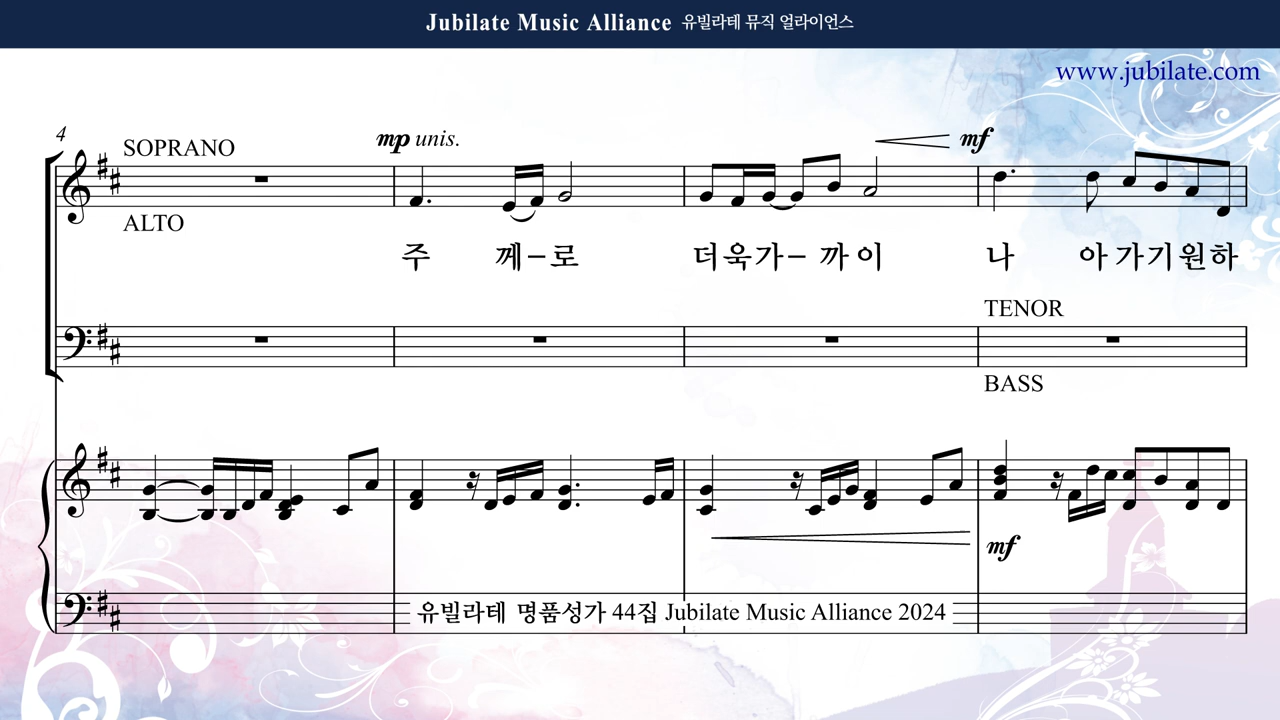 Jubilate Music Alliance 유빌라테 뮤직 얼라이언스
www.jubilate.com
4
SOPRANO
mp unis.
mf
ALTO
주 께–로 더욱가– 까 이 나 아 가 기 원 하
TENOR
BASS
mf
유빌라테 명품성가 44집 Jubilate Music Alliance 2024